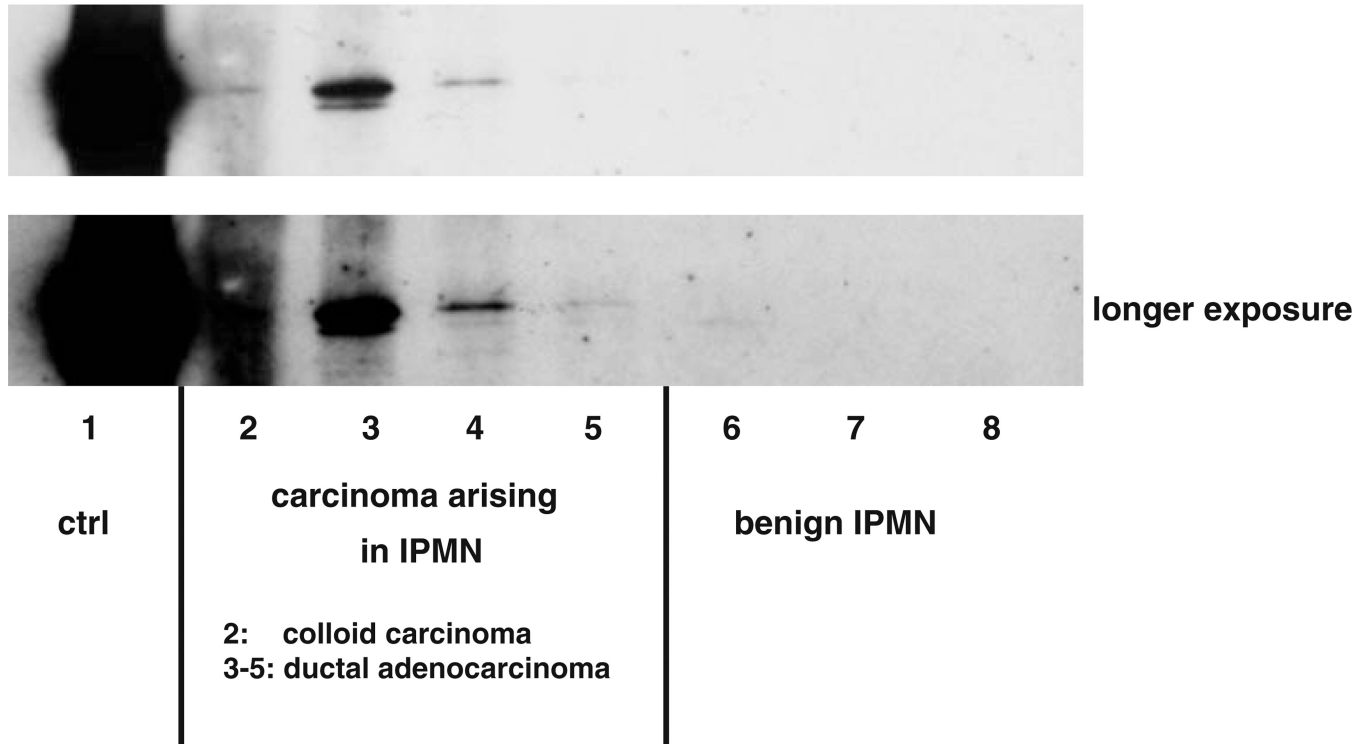 longer exposure
1 2 3 4 5 6 7 8
ctrl
carcinoma arising
in IPMN
benign IPMN
2: colloid carcinoma
3-5: ductal adenocarcinoma